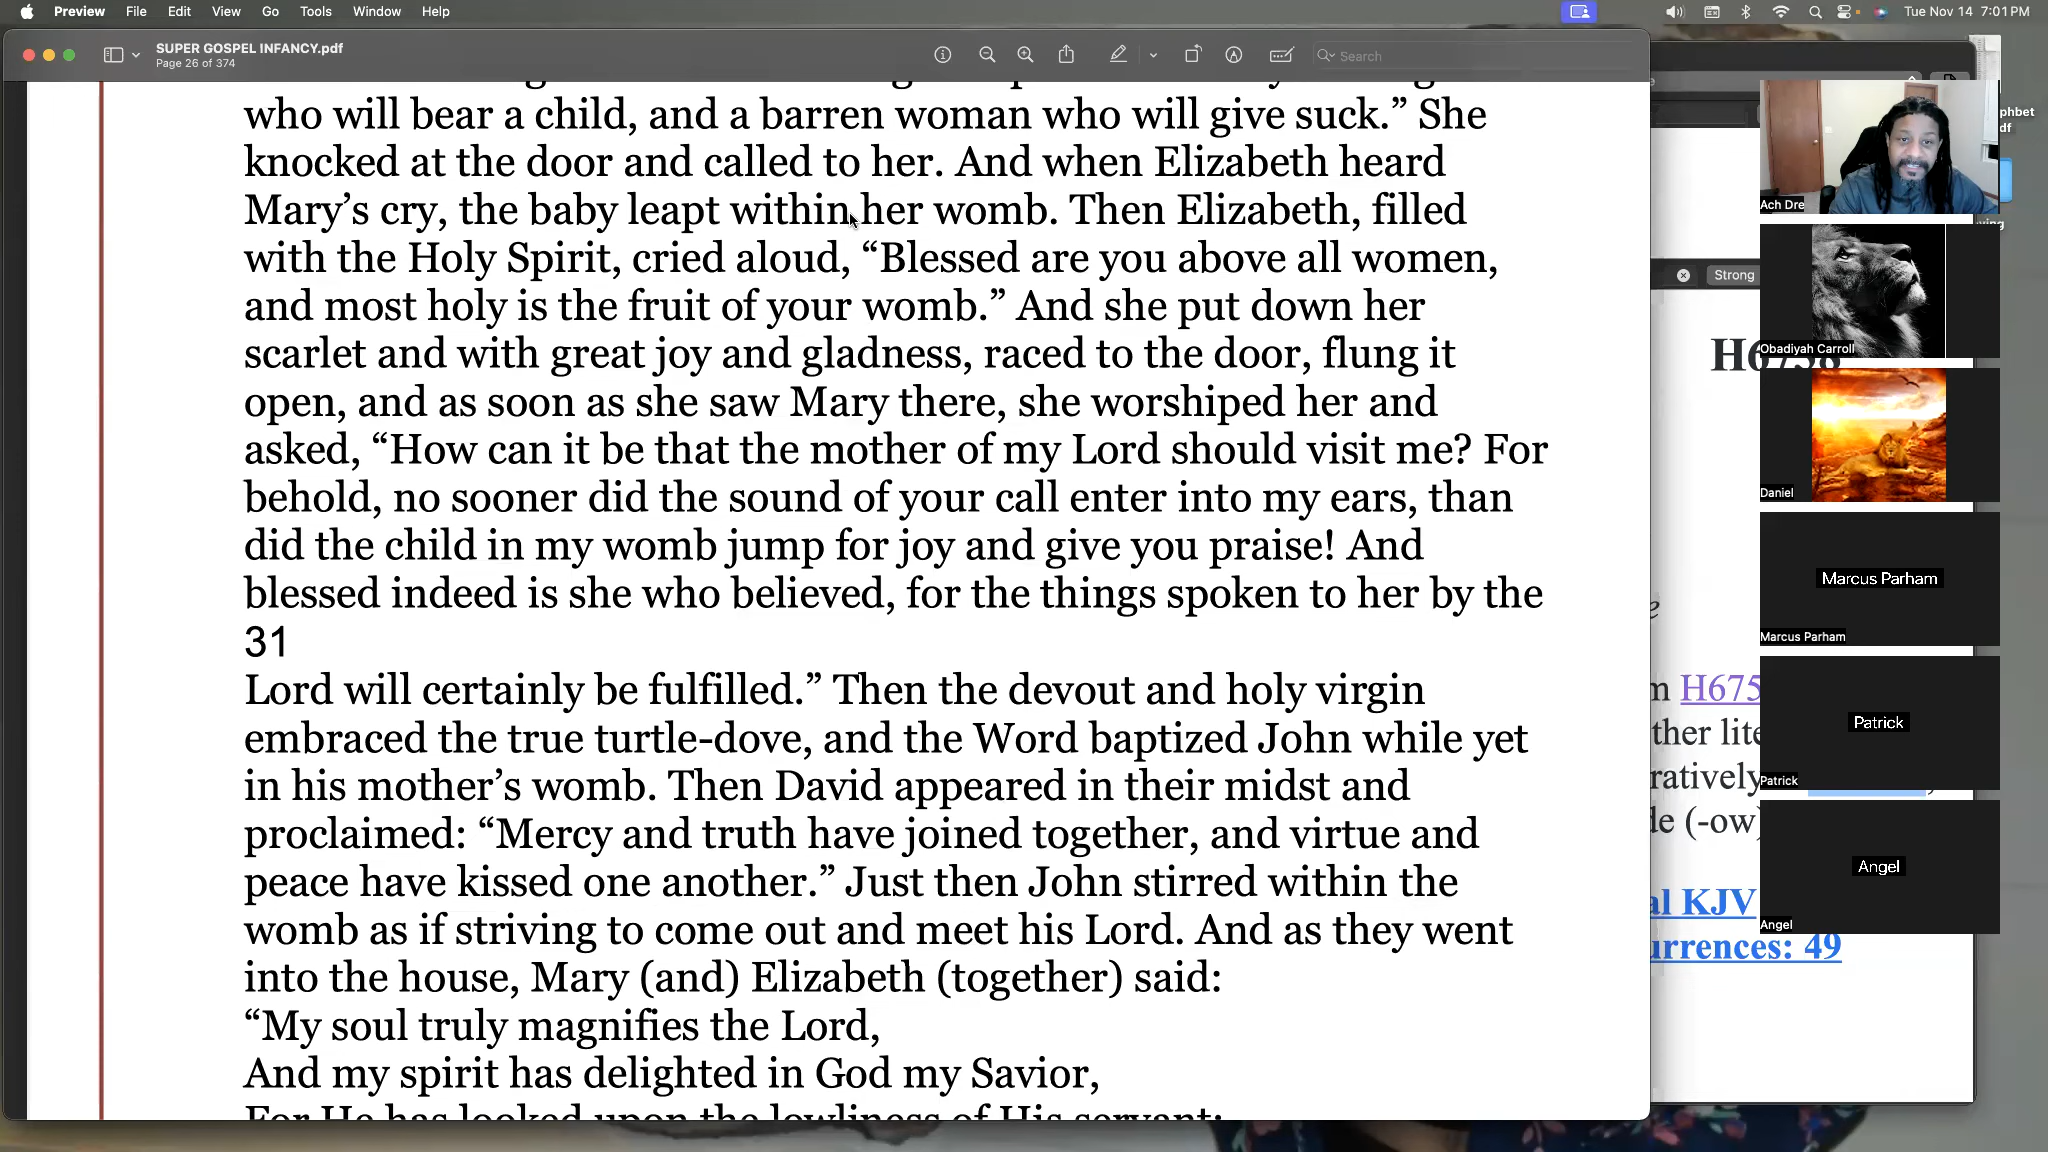 Preview File Edit View Go Tools Window Help
Tue Nov 14 7:01 PM
SUPER GOSPEL INFANCY.pdf
Page 26 of 374
Search
who will bear a child, and a barren woman who will give suck.” She
knocked at the door and called to her. And when Elizabeth heard
Mary’s cry, the baby leapt within her womb. Then Elizabeth, filled
with the Holy Spirit, cried aloud, “Blessed are you above all women,
and most holy is the fruit of your womb.” And she put down her
scarlet and with great joy and gladness, raced to the door, flung it
open, and as soon as she saw Mary there, she worshiped her and
asked, “How can it be that the mother of my Lord should visit me? For
behold, no sooner did the sound of your call enter into my ears, than
did the child in my womb jump for joy and give you praise! And
blessed indeed is she who believed, for the things spoken to her by the
31
Lord will certainly be fulfilled.” Then the devout and holy virgin
embraced the true turtle-dove, and the Word baptized John while yet
in his mother’s womb. Then David appeared in their midst and
proclaimed: “Mercy and truth have joined together, and virtue and
peace have kissed one another.” Just then John stirred within the
womb as if striving to come out and meet his Lord. And as they went
into the house, Mary (and) Elizabeth (together) said:
“My soul truly magnifies the Lord,
And my spirit has delighted in God my Savior,
For He has looked upon the lowliness of His servant;
phbet
df
Ach Dre
Strong
Obadiyah Carroll
Daniel
Marcus Parham
Marcus Parham
H675
ther lite
Patrick
ratively
Patrick
de (-ow)
Angel
al KJV
Angel
urrences: 49